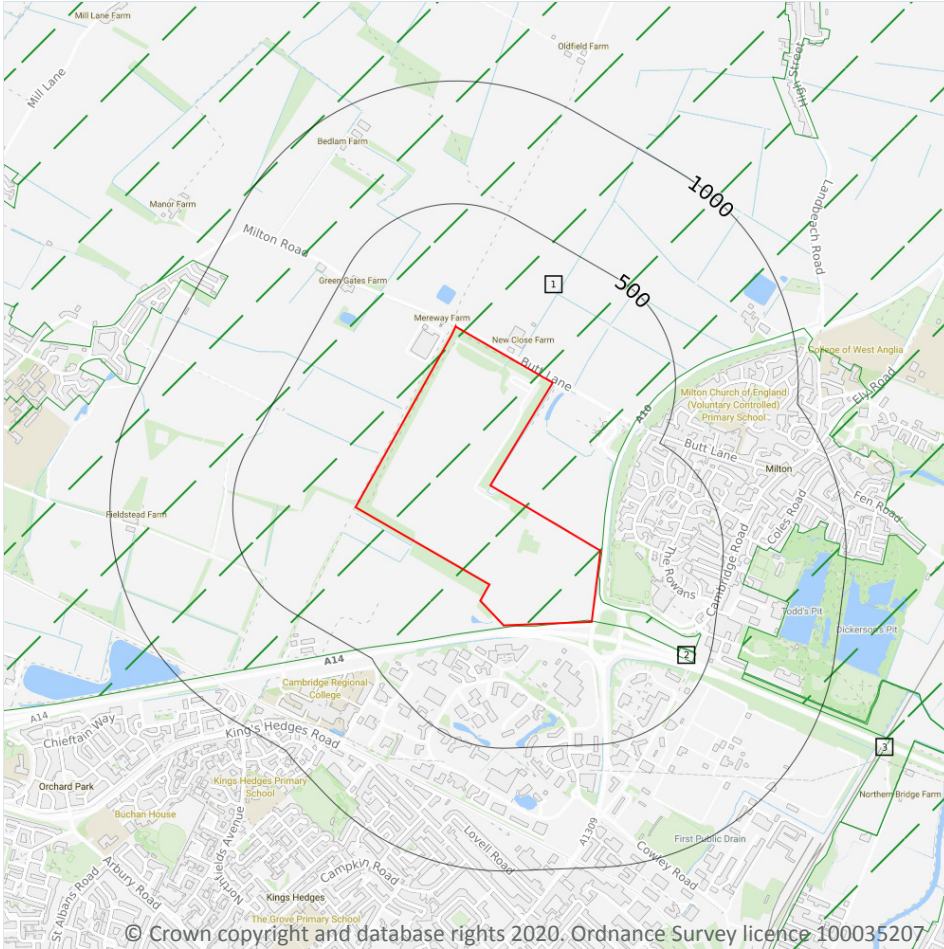 Mill Lane Farm
Oldfield Farm
High Street
Mill Lane
Bedlam Farm
1000
Manor Farm
Landbeach Road
Milton Road
Green Gates Farm
1
500
Mereway Farm
New Close Farm
College of West Anglia
Butt Lane
Ely Road
Milton Church of England
(Voluntary Controlled)
Primary School
A10
Butt Lane
Milton
Fen Road
Coles Road
Fieldstead Farm
The Rowans
Cambridge Road
Todd's Pit
Dickerson's Pit
2
A14
Cambridge Regional
College
A14
Chieftain Way
King's Hedges Road
3
Orchard Park
Kings Hedges Primary
School
Northern Bridge Farm
Buchan House
Northfields Avenue
A1309
Lovell Road
First Public Drain
Cowley Road
Arbury Road
Campkin Road
St Albans Road
Kings Hedges
The Grove Primary School
© Crown copyright and database rights 2020. Ordnance Survey licence 100035207